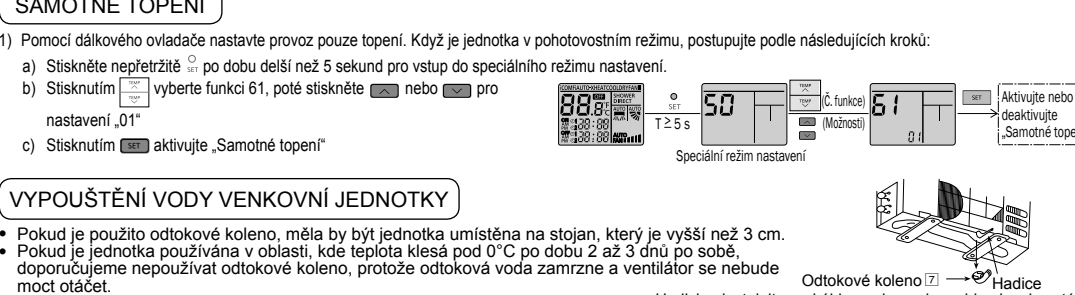 SAMOTNÉ TOPENÍ
1) Pomocí dálkového ovladače nastavte provoz pouze topení. Když je jednotka v pohotovostním režimu, postupujte podle následujících kroků:
a) Stiskněte nepřetržitě SET po dobu delší než 5 sekund pro vstup do speciálního režimu nastavení.
b) Stisknutím TEMP vyberte funkci 61, poté stiskněte nebo pro
nastavení „01“
c) Stisknutím SET aktivujte „Samotné topení“
SET
T ≥ 5 s
50
TEMP
TEMP
(Č. funkce)
(Možnosti)
61
01
SET
Aktivujte nebo
deaktivujte
„Samotné tope
Speciální režim nastavení
VYPOUŠTĚNÍ VODY VENKOVNÍ JEDNOTKY
• Pokud je použito odtokové koleno, měla by být jednotka umístěna na stojan, který je vyšší než 3 cm.
• Pokud je jednotka používána v oblasti, kde teplota klesá pod 0°C po dobu 2 až 3 dnů po sobě,
doporučujeme nepoužívat odtokové koleno, protože odtoková voda zamrzne a ventilátor se nebude
moct otáčet.
Odtokové koleno 7
Hadice